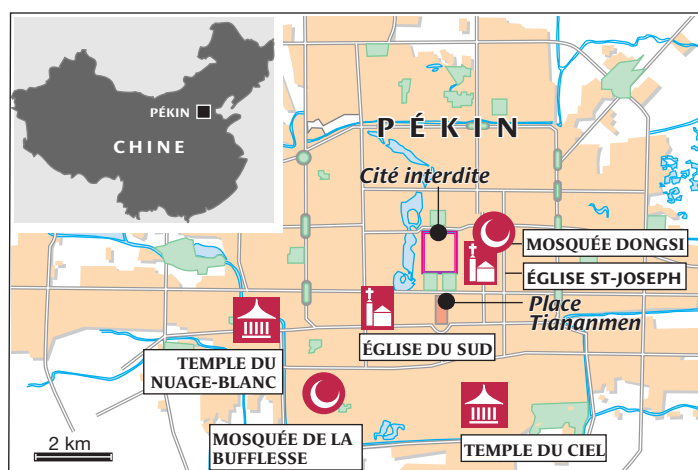 PÉKIN
CHINE
PÉKIN
Cité interdite
MOSQUÉE DONGSI
ÉGLISE ST-JOSEPH
Place
Tiananmen
ÉGLISE DU SUD
TEMPLE DU
NUAGE-BLANC
MOSQUÉE DE LA
BUFFLESSE
TEMPLE DU CIEL
2 km